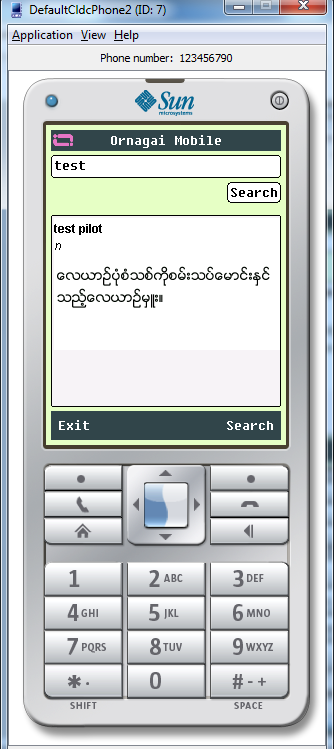 DefaultCldcPhone2 (ID: 7)
Application View Help
Phone number: 123456790
Sun
microsystems
Ornagai Mobile
test
Search
test pilot
n
လေယာဉ်ပုံစံသစ်ကိုစမ်းသပ်မောင်းနှင်
သည့်လေယာဉ်မှူး။
Exit Search
1 2 ABC 3 DEF
4 GHI 5 JKL 6 MNO
7 PQRS 8 TUV 9 WXYZ
* . 0 # - +
SHIFT SPACE